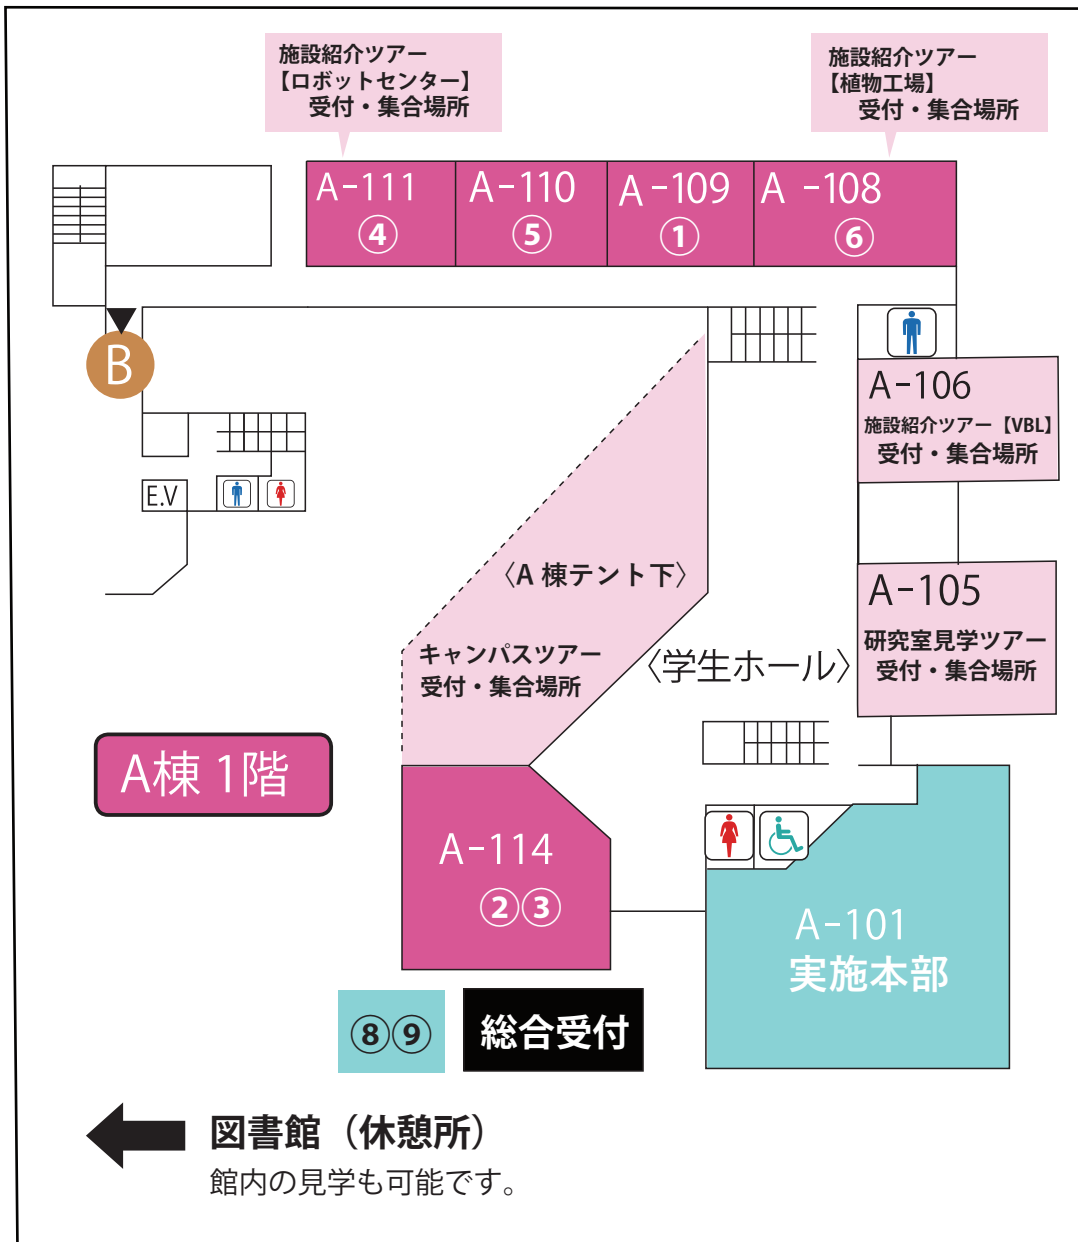 施設紹介ツアー
【ロボットセンター】
受付・集合場所
施設紹介ツアー
【植物工場】
受付・集合場所
A-111
④
A-110
⑤
A-109
①
A-108
⑥
B
A-106
施設紹介ツアー【VBL】
受付・集合場所
E.V
〈A棟テント下〉
キャンパスツアー
受付・集合場所
〈学生ホール〉
A-105
研究室見学ツアー
受付・集合場所
A棟 1階
A-114
②③
A-101
実施本部
⑧⑨
総合受付
図書館（休憩所）
館内の見学も可能です。